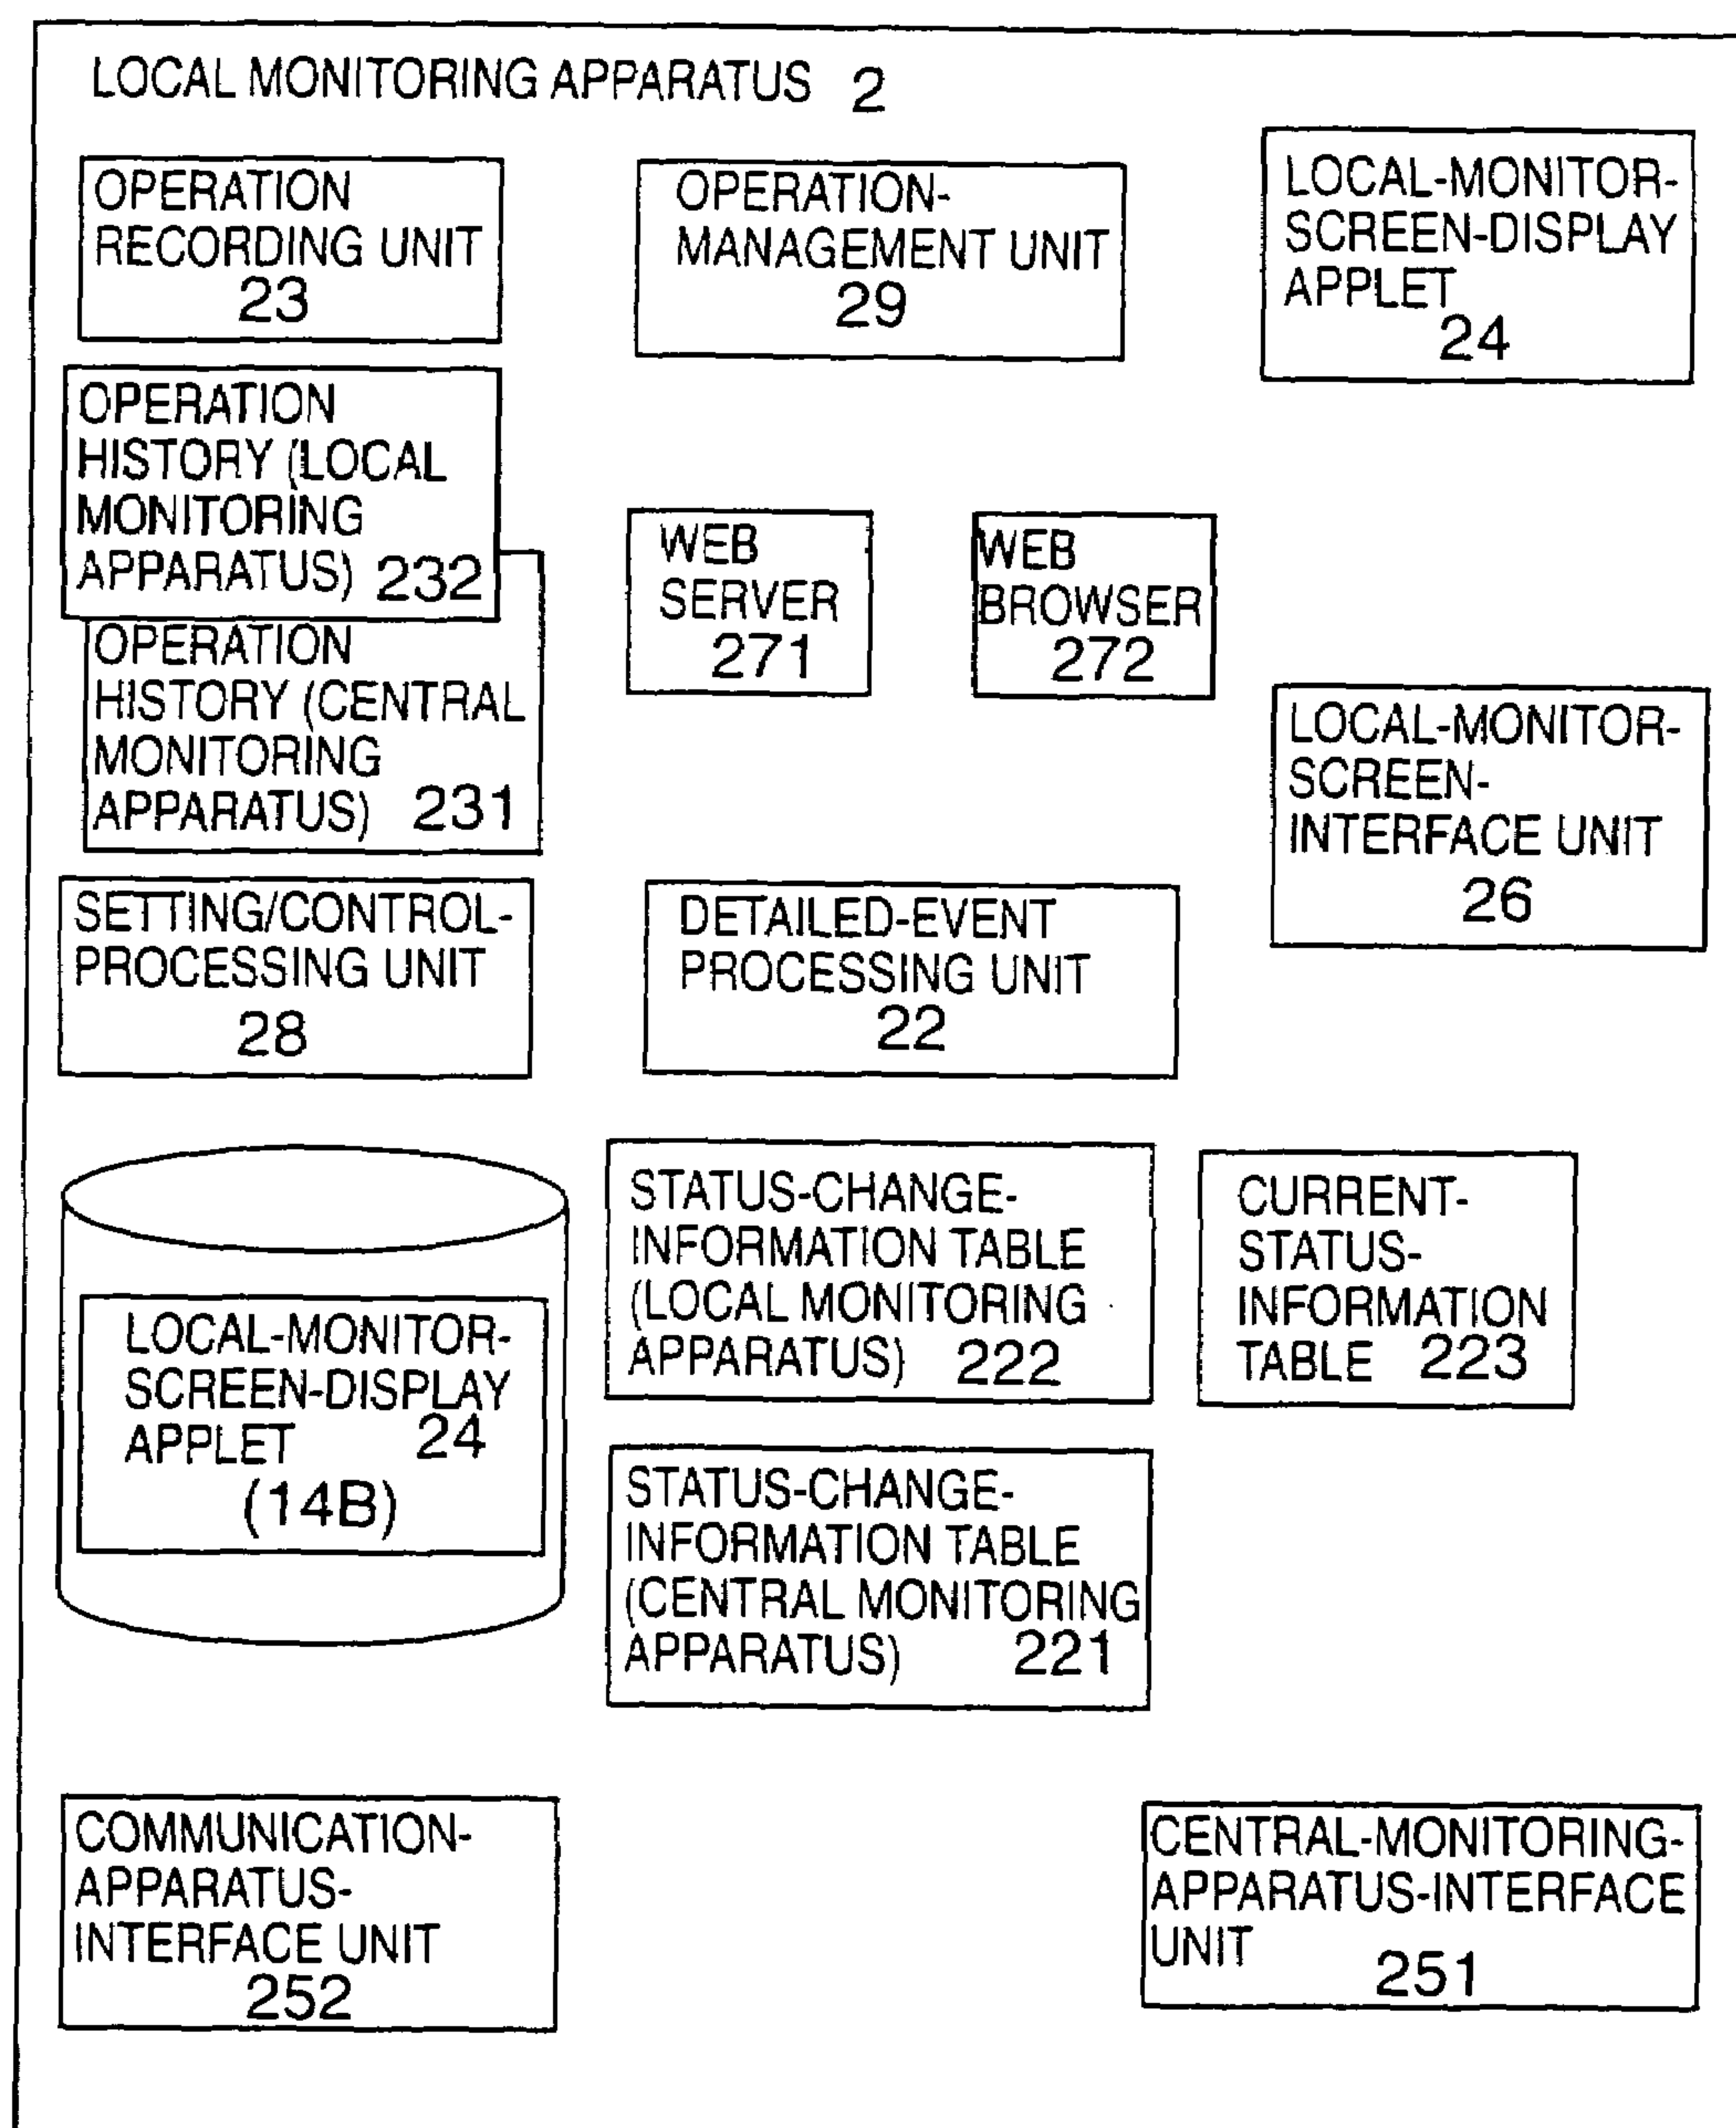 LOCAL MONITORING APPARATUS 2
OPERATION
RECORDING UNIT
23
OPERATION-
MANAGEMENT UNIT
29
LOCAL-MONITOR-
SCREEN-DISPLAY
APPLET
24
OPERATION
HISTORY (LOCAL
MONITORING
APPARATUS) 232
OPERATION
HISTORY (CENTRAL
MONITORING
APPARATUS) 231
WEB
SERVER
271
WEB
BROWSER
272
LOCAL-MONITOR-
SCREEN-
INTERFACE UNIT
26
SETTING/CONTROL-
PROCESSING UNIT
28
DETAILED-EVENT
PROCESSING UNIT
22
LOCAL-MONITOR-
SCREEN-DISPLAY
APPLET 24
(14B)
STATUS-CHANGE-
INFORMATION TABLE
(LOCAL MONITORING
APPARATUS) 222
CURRENT-
STATUS-
INFORMATION
TABLE 223
STATUS-CHANGE-
INFORMATION TABLE
(CENTRAL MONITORING
APPARATUS) 221
COMMUNICATION-
APPARATUS-
INTERFACE UNIT
252
CENTRAL-MONITORING-
APPARATUS-INTERFACE
UNIT 251